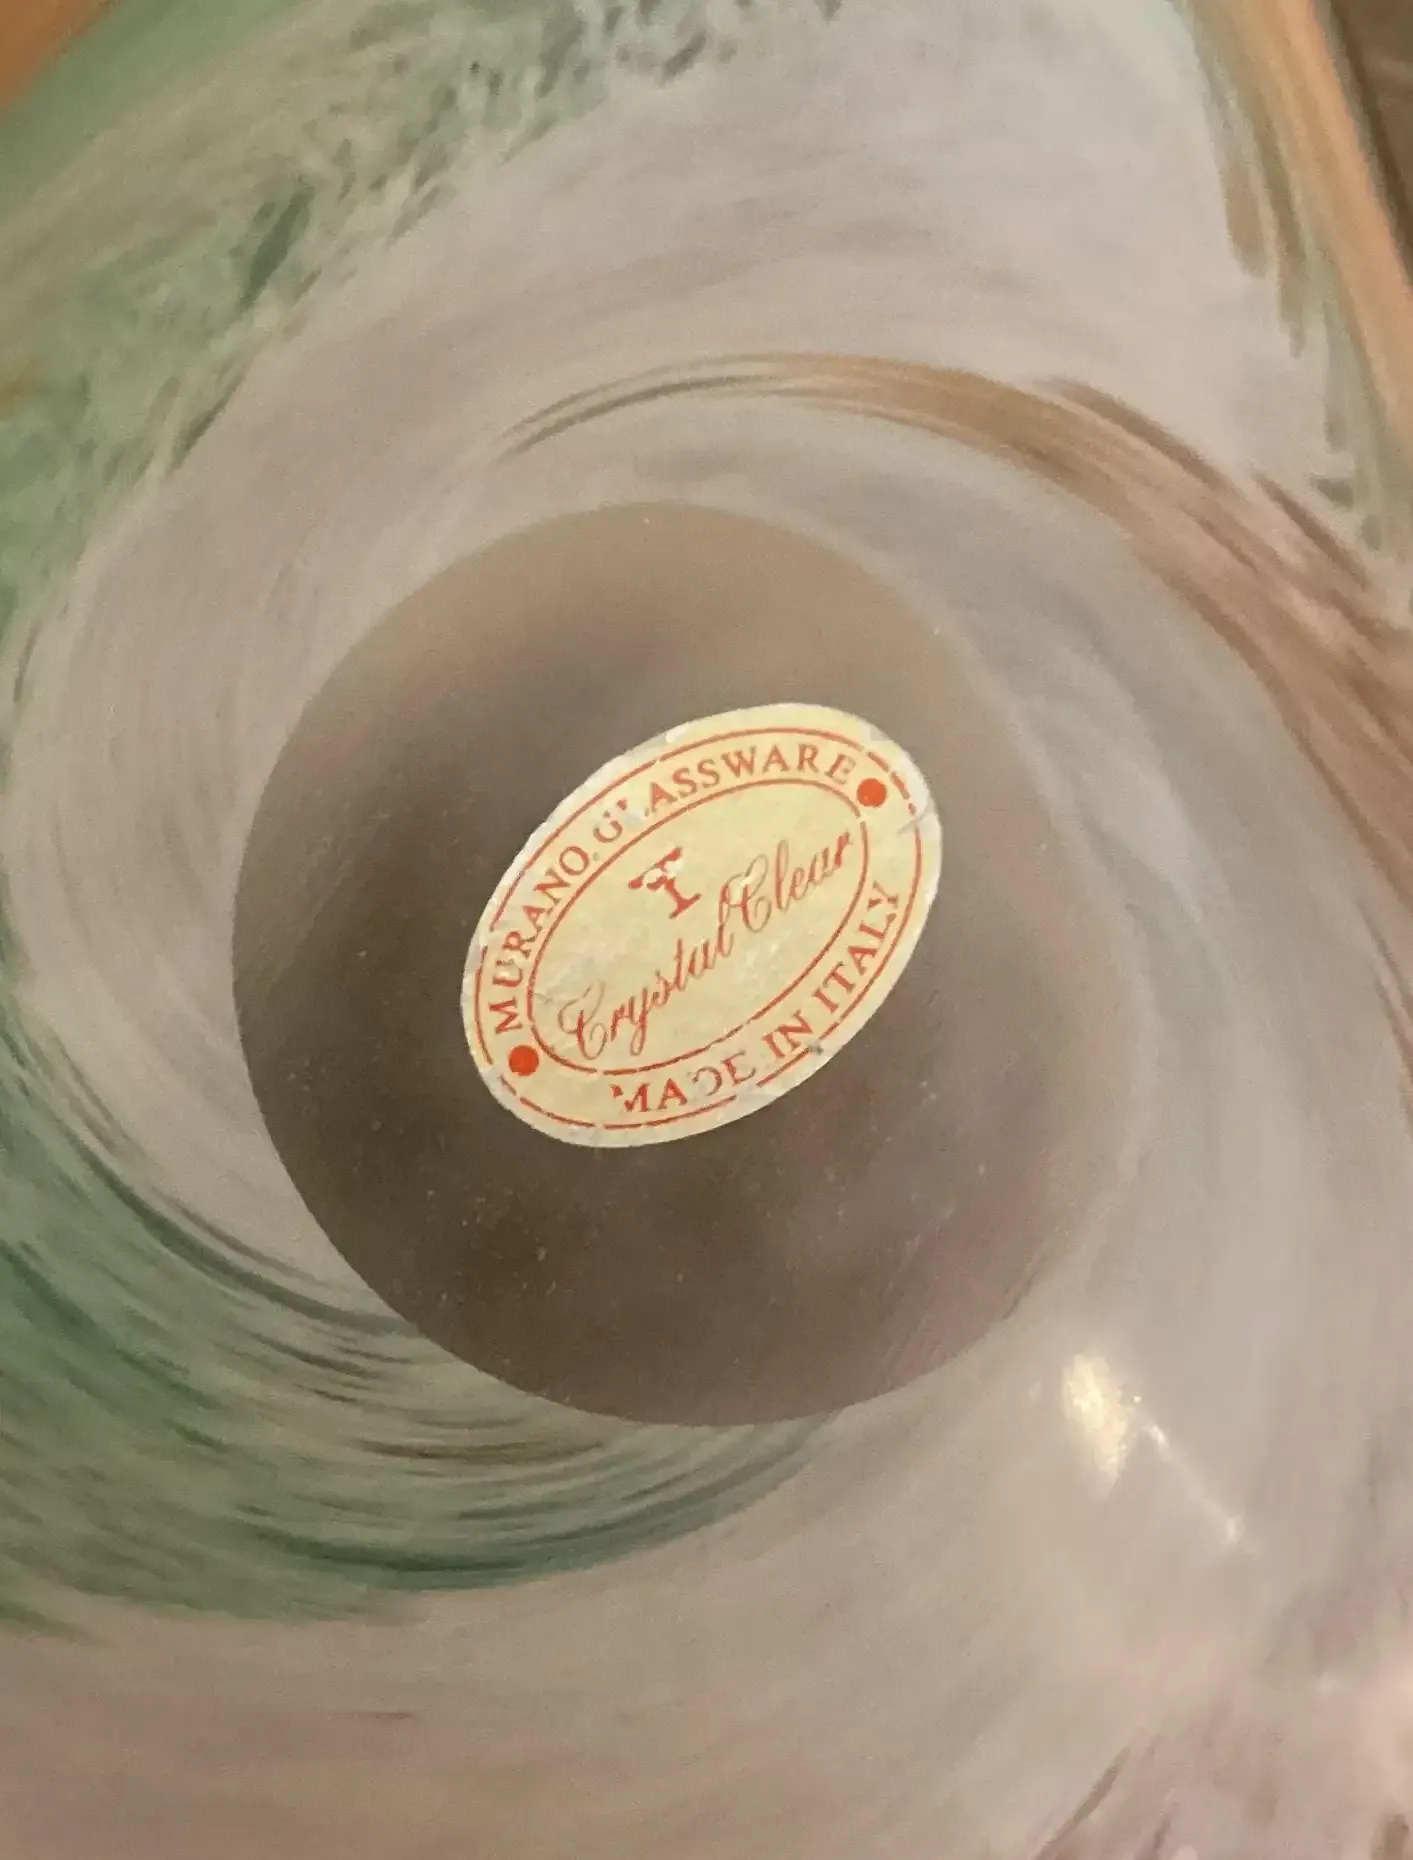 MURANO GLASSWARE
T
Crystal Clear
MADE IN ITALY